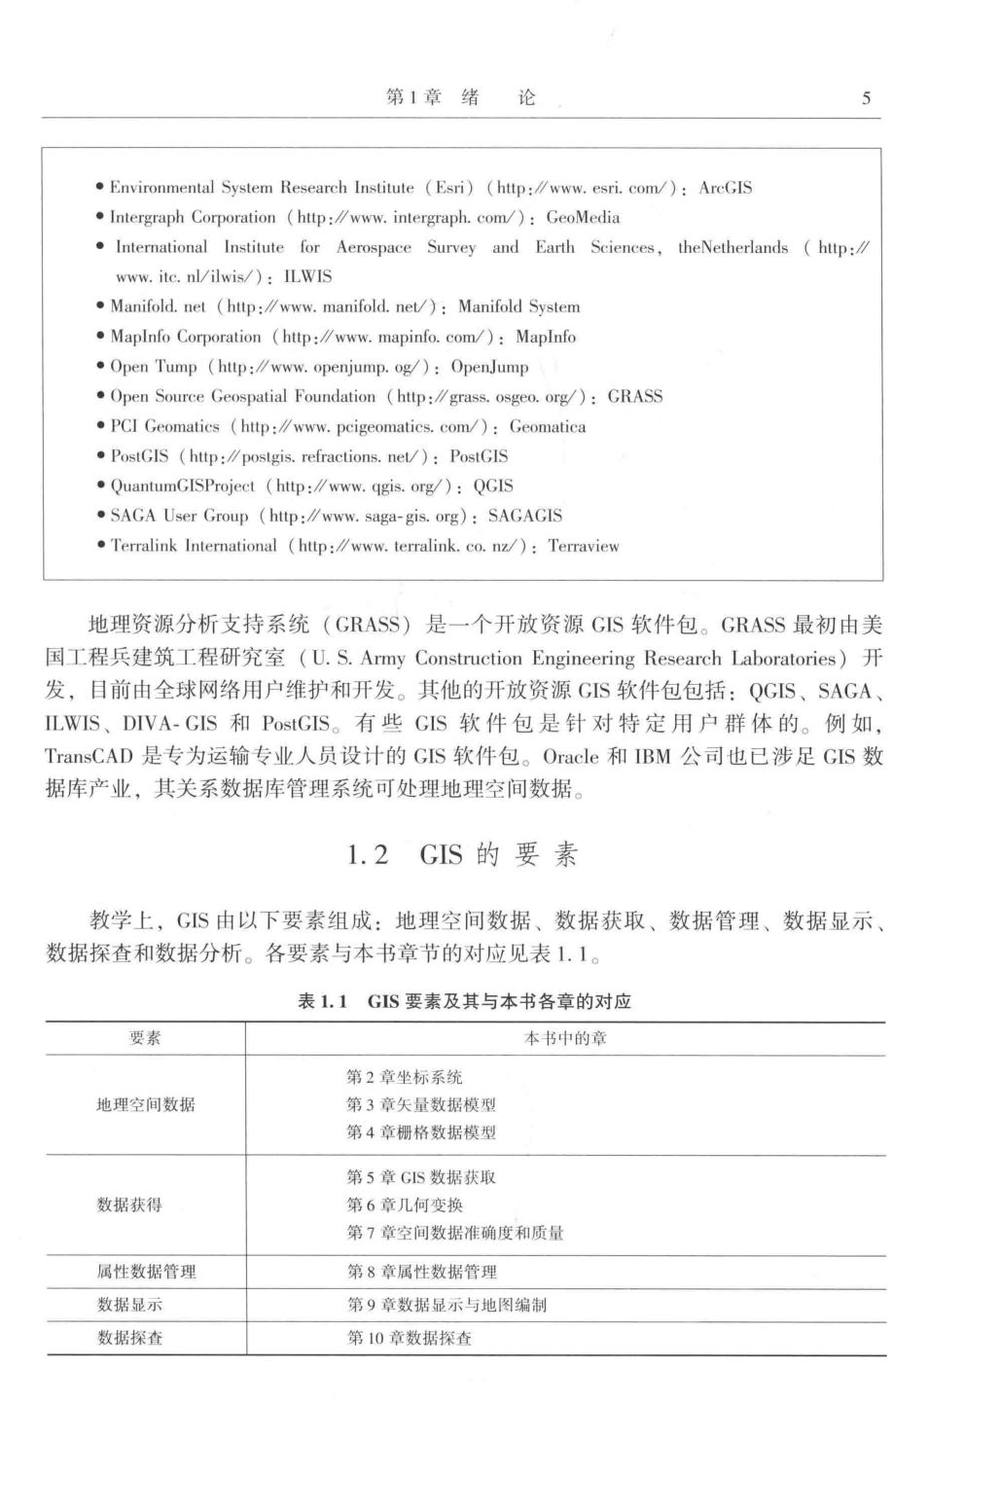 第1章 绪 论 5
● Environmental System Research Institute (Esri) (http://www. esri. com/): ArcGIS
● Intergraph Corporation (http://www. intergraph. com/): GeoMedia
● International Institute for Aerospace Survey and Earth Sciences, theNetherlands (http://
www. itc. nl/ilwis/): ILWIS
● Manifold. net (http://www. manifold. net/): Manifold System
● MapInfo Corporation (http://www. mapinfo. com/): MapInfo
● Open Tump (http://www. openjump. og/): OpenJump
● Open Source Geospatial Foundation (http://grass. osgeo. org/): GRASS
● PCI Geomatics (http://www. pcigeomatics. com/): Geomatica
● PostGIS (http://postgis. refractions. net/): PostGIS
● QuantumGISProject (http://www. qgis. org/): QGIS
● SAGA User Group (http://www. saga-gis. org): SAGAGIS
● Terralink International (http://www. terralink. co. nz/): Terraview
地理资源分析支持系统(GRASS)是一个开放资源 GIS 软件包。GRASS 最初由美
国工程兵建筑工程研究室(U. S. Army Construction Engineering Research Laboratories)开
发，目前由全球网络用户维护和开发。其他的开放资源 GIS 软件包包括：QGIS、SAGA、
ILWIS、DIVA- GIS 和 PostGIS。有些 GIS 软件包是针对特定用户群体的。例如，
TransCAD 是专为运输专业人员设计的 GIS 软件包。Oracle 和 IBM 公司也已涉足 GIS 数
据库产业，其关系数据库管理系统可处理地理空间数据。
1.2 GIS 的要素
教学上，GIS 由以下要素组成：地理空间数据、数据获取、数据管理、数据显示、
数据探查和数据分析。各要素与本书章节的对应见表 1.1。
表 1.1 GIS 要素及其与本书各章的对应
要素 本书中的章
第 2 章坐标系统
地理空间数据 第 3 章矢量数据模型
第 4 章栅格数据模型
第 5 章 GIS 数据获取
数据获得 第 6 章几何变换
第 7 章空间数据准确度和质量
属性数据管理 第 8 章属性数据管理
数据显示 第 9 章数据显示与地图编制
数据探查 第 10 章数据探查